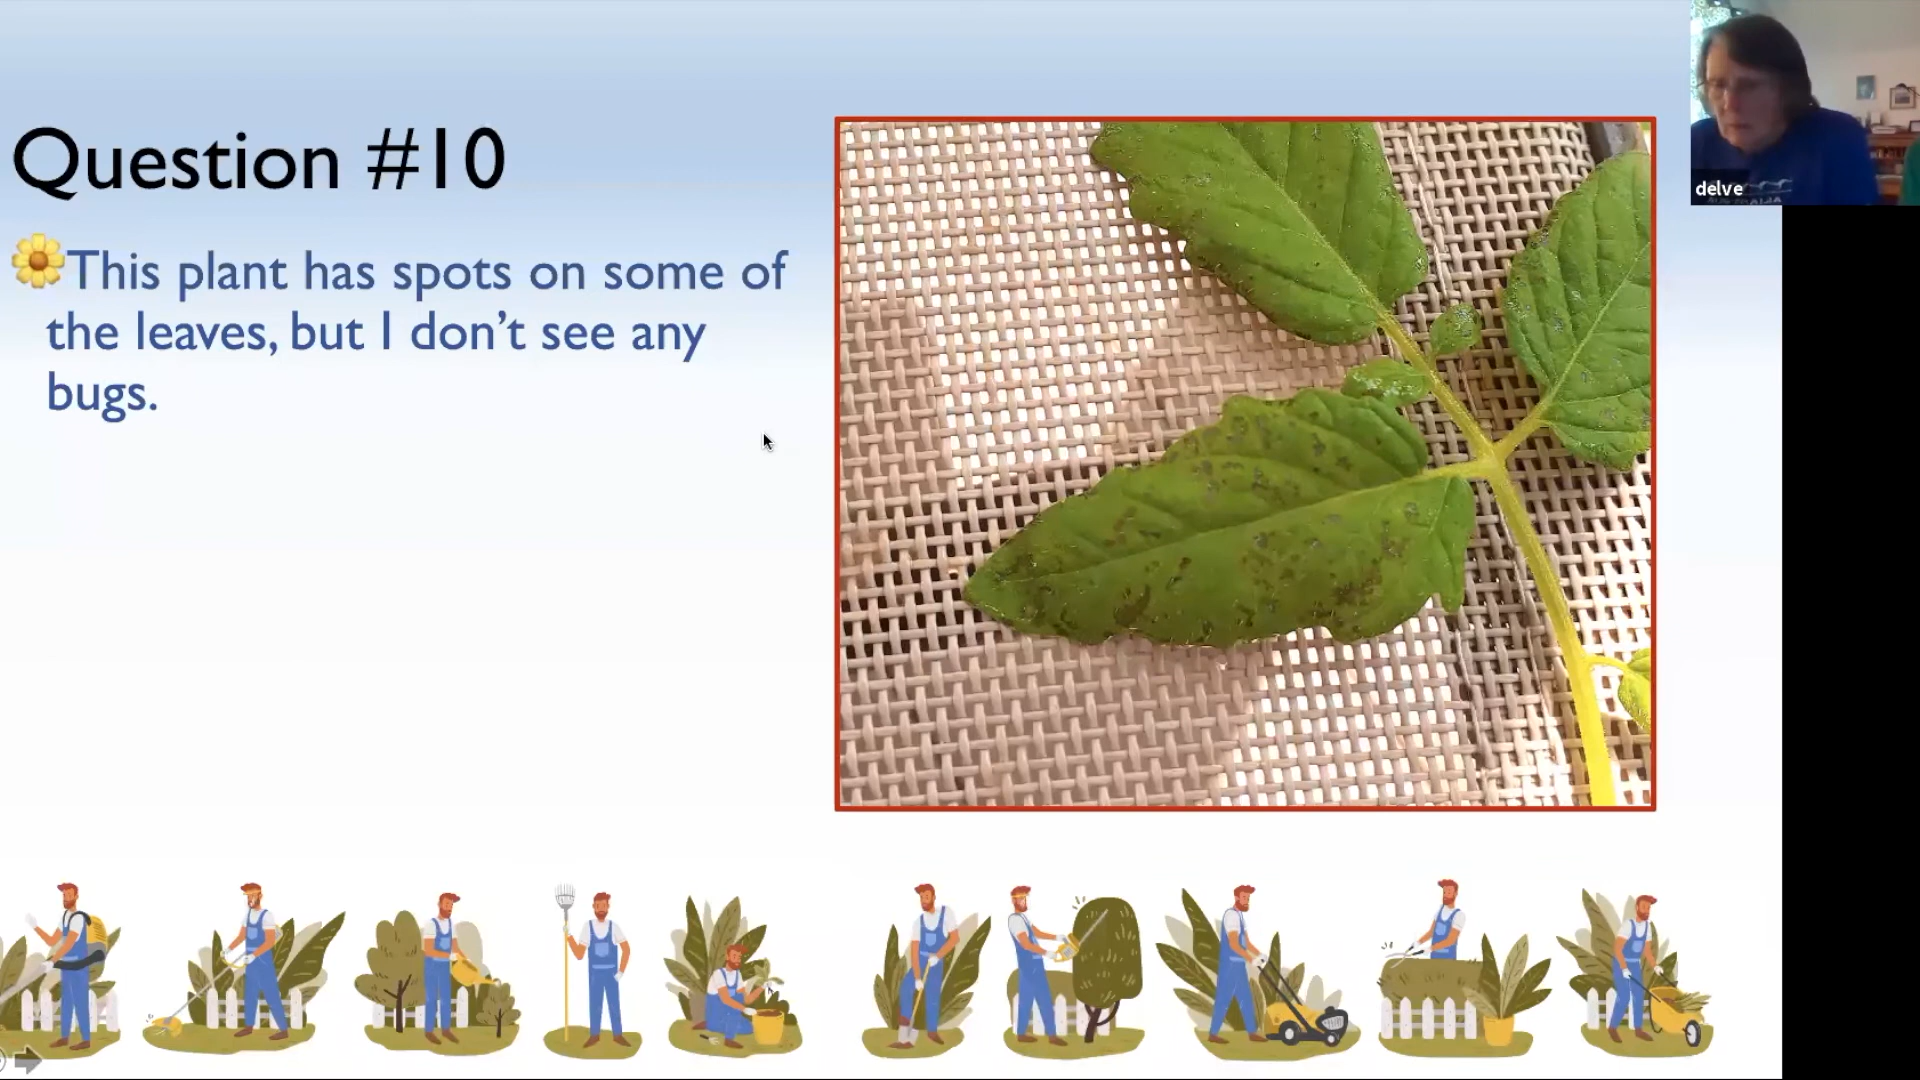 Question #10
This plant has spots on some of
the leaves, but I don’t see any
bugs.
delve